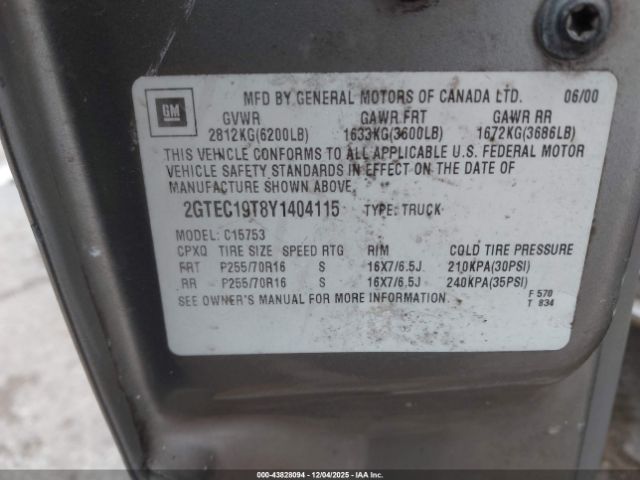 GM
MFD BY GENERAL MOTORS OF CANADA LTD. 06/00
GVWR GAWR FRT GAWR RR
2812KG(6200LB) 1633KG(3600LB) 1672KG(3686LB)
THIS VEHICLE CONFORMS TO ALL APPLICABLE U.S. FEDERAL MOTOR
VEHICLE SAFETY STANDARDS IN EFFECT ON THE DATE OF
MANUFACTURE SHOWN ABOVE.
2GTEC19T8Y1404115 TYPE: TRUCK
MODEL: C15753
CPXQ TIRE SIZE SPEED RTG RIM COLD TIRE PRESSURE
FRT P255/70R16 S 16X7/6.5J 210KPA(30PSI)
RR P255/70R16 S 16X7/6.5J 240KPA(35PSI)
SEE OWNER'S MANUAL FOR MORE INFORMATION.
F 570
T 834
000-43828094 - 12/04/2025 - IAAI.COM